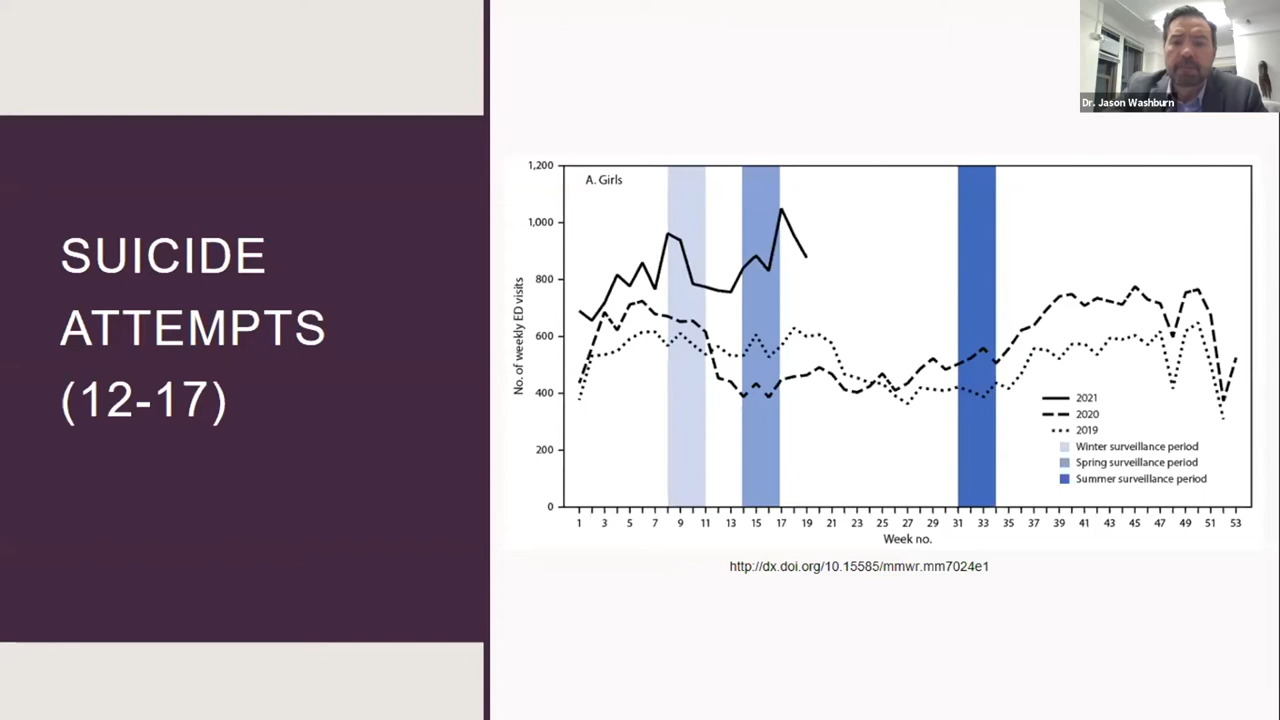 Dr. Jason Washburn
SUICIDE
ATTEMPTS
(12-17)
A. Girls
No. of weekly ED visits
1,200
1,000
800
600
400
200
0
2021
2020
2019
Winter surveillance period
Spring surveillance period
Summer surveillance period
1 3 5 7 9 11 13 15 17 19 21 23 25 27 29 31 33 35 37 39 41 43 45 47 49 51 53
Week no.
http://dx.doi.org/10.15585/mmwr.mm7024e1